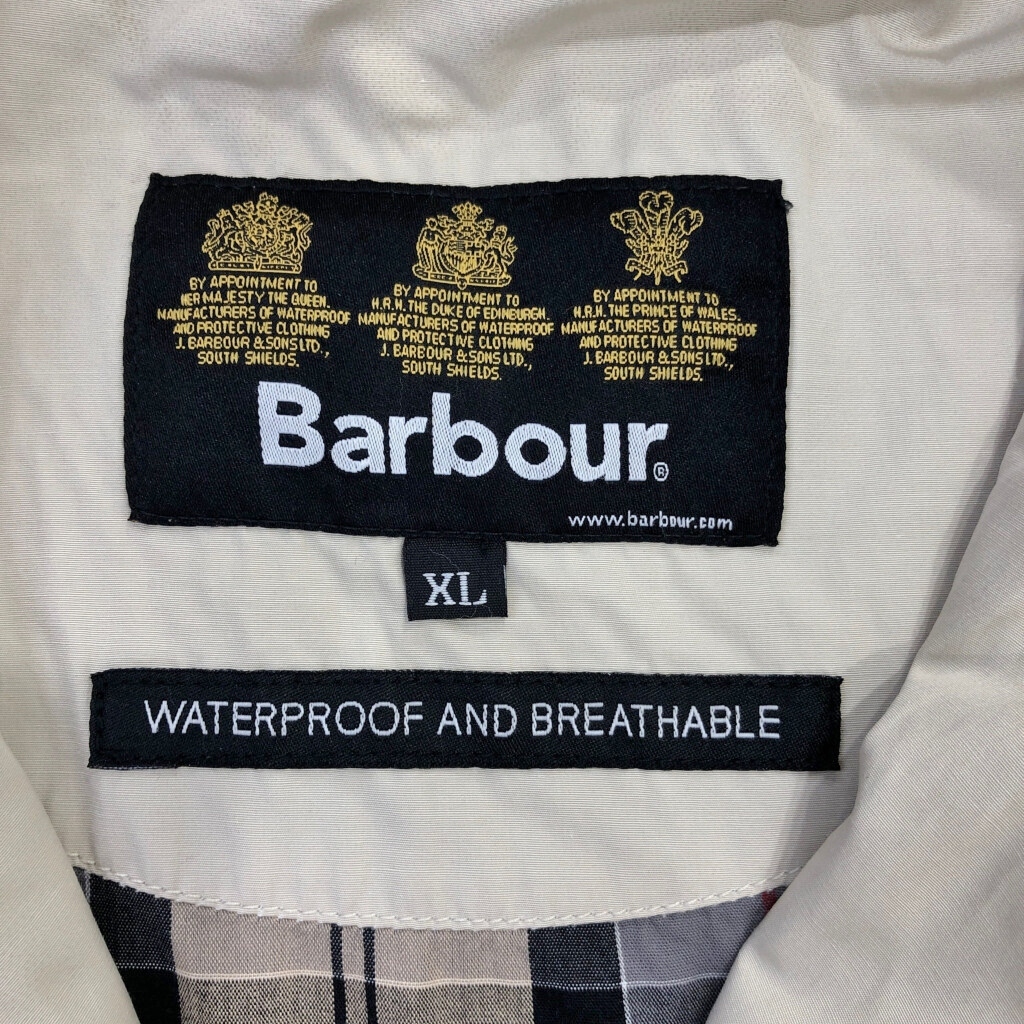 BY APPOINTMENT TO
HER MAJESTY THE QUEEN.
MANUFACTURERS OF WATERPROOF
AND PROTECTIVE CLOTHING
J. BARBOUR & SONS LTD.,
SOUTH SHIELDS.
BY APPOINTMENT TO
H.R.H. THE DUKE OF EDINBURGH.
MANUFACTURERS OF WATERPROOF
AND PROTECTIVE CLOTHING
J. BARBOUR & SONS LTD.,
SOUTH SHIELDS.
BY APPOINTMENT TO
H.R.H. THE PRINCE OF WALES.
MANUFACTURERS OF WATERPROOF
AND PROTECTIVE CLOTHING
J. BARBOUR & SONS LTD.,
SOUTH SHIELDS.
Barbour®
www.barbour.com
XL
WATERPROOF AND BREATHABLE